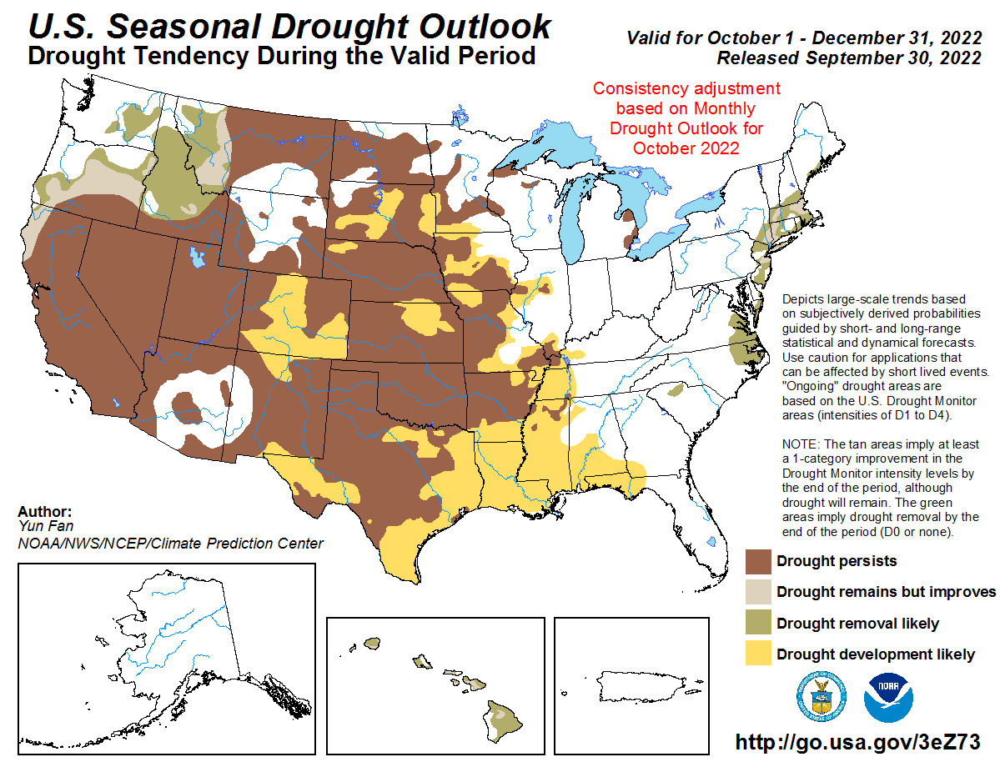 U.S. Seasonal Drought Outlook
Drought Tendency During the Valid Period
Valid for October 1 - December 31, 2022
Released September 30, 2022
Consistency adjustment
based on Monthly
Drought Outlook for
October 2022
Depicts large-scale trends based
on subjectively derived probabilities
guided by short- and long-range
statistical and dynamical forecasts.
Use caution for applications that
can be affected by short lived events.
"Ongoing" drought areas are
based on the U.S. Drought Monitor
areas (intensities of D1 to D4).
NOTE: The tan areas imply at least
a 1-category improvement in the
Drought Monitor intensity levels by
the end of the period, although
drought will remain. The green
areas imply drought removal by the
end of the period (D0 or none).
Author:
Yun Fan
NOAA/NWS/NCEP/Climate Prediction Center
Drought persists
Drought remains but improves
Drought removal likely
Drought development likely
NOAA
http://go.usa.gov/3eZ73